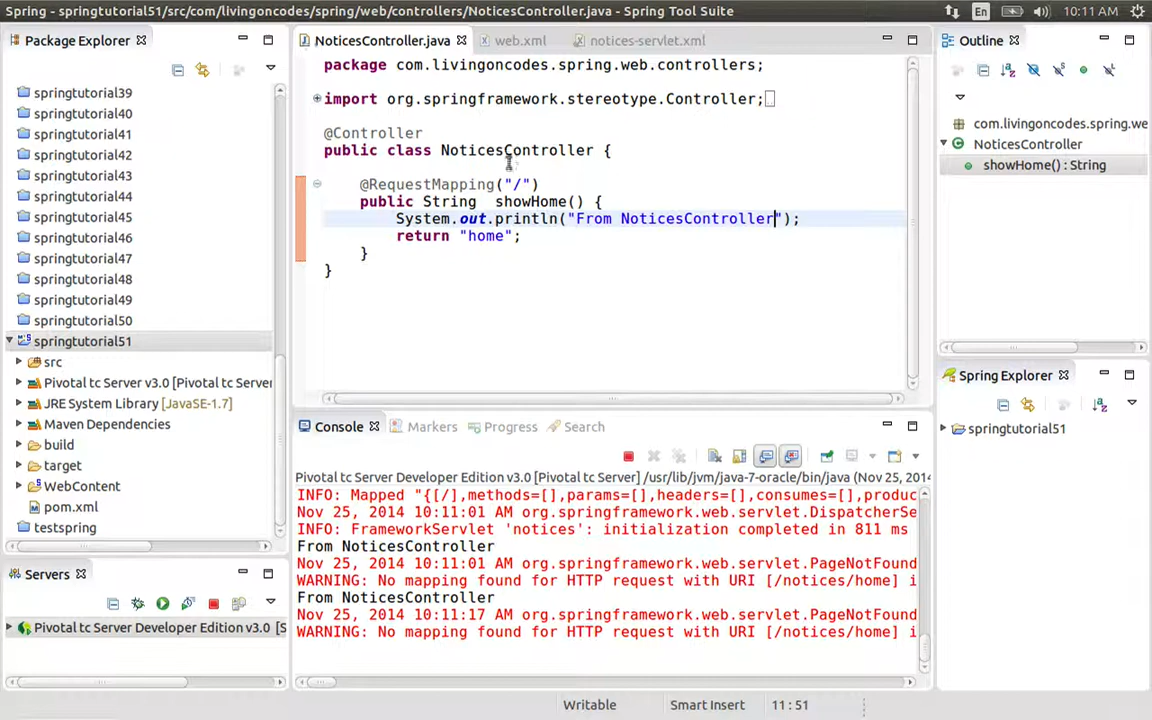 Spring - springtutorial51/src/com/livingoncodes/spring/web/controllers/NoticesController.java - Spring Tool Suite
En
10:11 AM
Package Explorer
springtutorial39
springtutorial40
springtutorial41
springtutorial42
springtutorial43
springtutorial44
springtutorial45
springtutorial46
springtutorial47
springtutorial48
springtutorial49
springtutorial50
springtutorial51
src
Pivotal tc Server v3.0 [Pivotal tc Server
JRE System Library [JavaSE-1.7]
Maven Dependencies
build
target
WebContent
pom.xml
testspring
Servers
Pivotal tc Server Developer Edition v3.0 [S
NoticesController.java
web.xml
notices-servlet.xml
package com.livingoncodes.spring.web.controllers;
import org.springframework.stereotype.Controller;
@Controller
public class NoticesController {
@RequestMapping("/")
public String  showHome() {
System.out.println("From NoticesController");
return "home";
}
}
Console
Markers
Progress
Search
Pivotal tc Server Developer Edition v3.0 [Pivotal tc Server] /usr/lib/jvm/java-7-oracle/bin/java (Nov 25, 2014
INFO: Mapped "{[/],methods=[],params=[],headers=[],consumes=[],produc
Nov 25, 2014 10:11:01 AM org.springframework.web.servlet.DispatcherSe
INFO: FrameworkServlet 'notices': initialization completed in 811 ms
From NoticesController
Nov 25, 2014 10:11:01 AM org.springframework.web.servlet.PageNotFound
WARNING: No mapping found for HTTP request with URI [/notices/home] i
From NoticesController
Nov 25, 2014 10:11:17 AM org.springframework.web.servlet.PageNotFound
WARNING: No mapping found for HTTP request with URI [/notices/home] i
Outline
com.livingoncodes.spring.we
NoticesController
showHome() : String
Spring Explorer
springtutorial51
Writable
Smart Insert
11 : 51